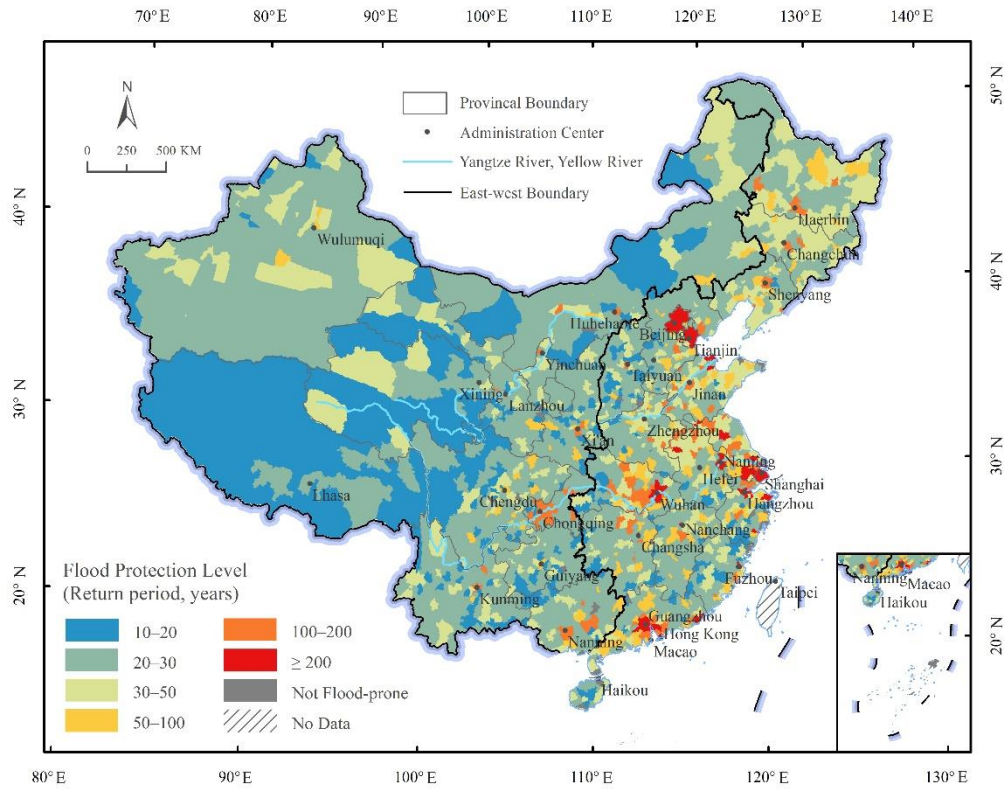 70° E 80° E 90° E 100° E 110° E 120° E 130° E 140° E
50° N
40° N
30° N
20° N
50° N
40° N
30° N
20° N
N
0 250 500 KM
Provincal Boundary
Administration Center
Yangtze River, Yellow River
East-west Boundary
Haerbin
Changchun
Wulumuqi
Shenyang
Huhehaote
Beijing
Tianjin
Yinchuan
Taiyuan
Xining
Jinan
Lanzhou
Zhengzhou
Xi'an
Nanjing
Hefei
Shanghai
Lhasa
Chengdu
Wuhan
Hangzhou
Chongqing
Nanchang
Changsha
Guiyang
Fuzhou
Taipei
Kunming
Guangzhou
Hong Kong
Nanning
Macao
Haikou
Nanning
Macao
Haikou
Flood Protection Level
(Return period, years)
10–20
100–200
20–30
≥ 200
30–50
Not Flood-prone
50–100
No Data
80° E 90° E 100° E 110° E 120° E 130° E